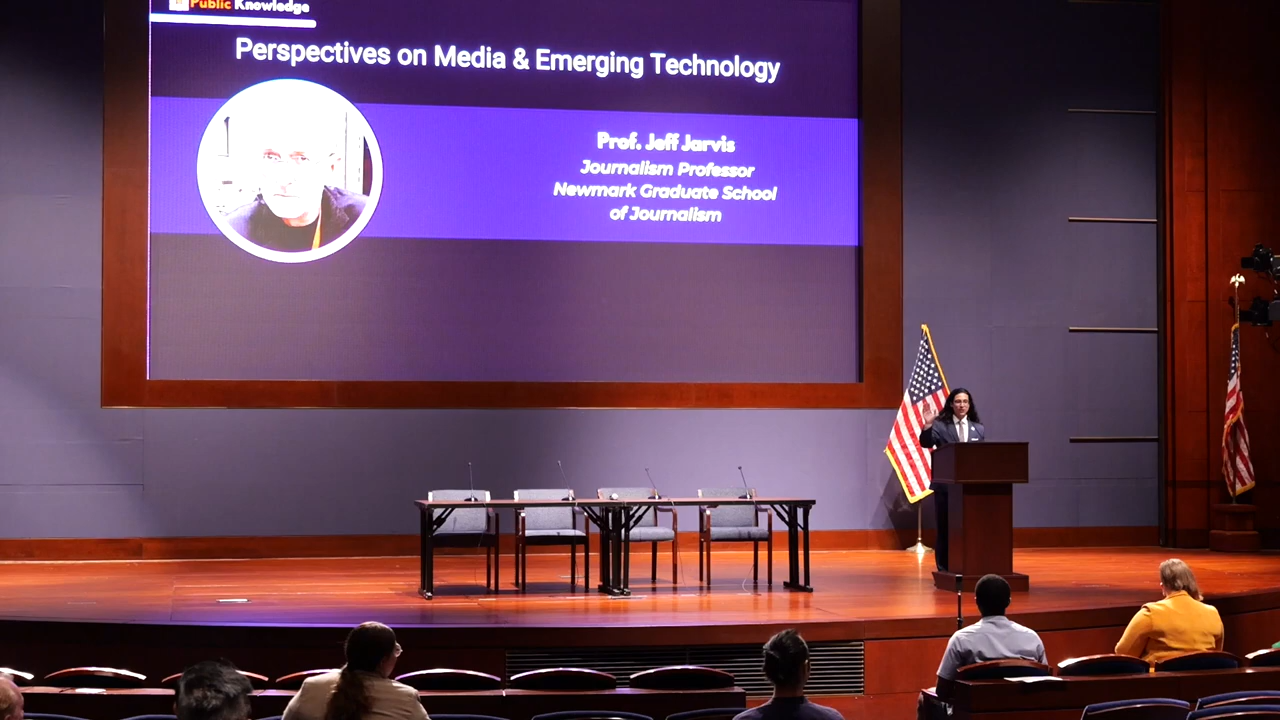 Public Knowledge
Perspectives on Media & Emerging Technology
Prof. Jeff Jarvis
Journalism Professor
Newmark Graduate School
of Journalism